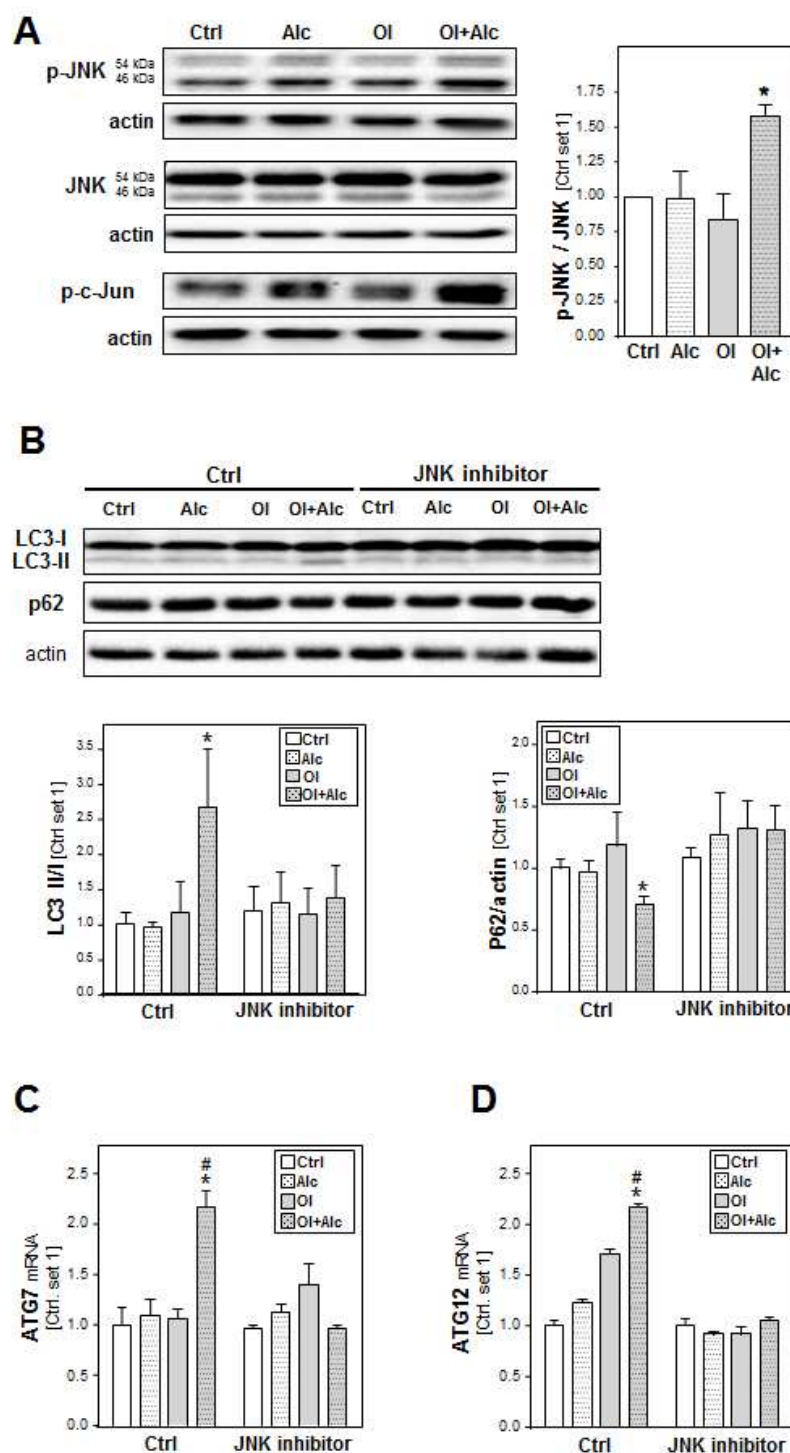 A
Ctrl Alc Ol Ol+Alc
p-JNK 54 kDa
46 kDa
actin
JNK 54 kDa
46 kDa
actin
p-c-Jun
actin
p-JNK / JNK [Ctrl set 1]
1.75
1.50
1.00
0.75
0.25
0.00
*
Ctrl Alc Ol Ol+
Alc
B
Ctrl JNK inhibitor
Ctrl Alc Ol Ol+Alc Ctrl Alc Ol Ol+Alc
LC3-I
LC3-II
p62
actin
LC3 II/I [Ctrl set 1]
3.5
3.0
2.5
2.0
1.5
1.0
0.5
0.0
*
Ctrl
Alc
Ol
Ol+Alc
Ctrl JNK inhibitor
P62/actin [Ctrl set 1]
2.0
1.5
1.0
0.5
0.0
Ctrl
Alc
Ol
Ol+Alc
*
Ctrl JNK inhibitor
C
ATG7 mRNA
[Ctrl. set 1]
2.5
2.0
1.5
1.0
0.5
0.0
#
*
Ctrl
Alc
Ol
Ol+Alc
Ctrl JNK inhibitor
D
ATG12 mRNA
[Ctrl. set 1]
2.5
2.0
1.5
1.0
0.5
0.0
#
*
Ctrl
Alc
Ol
Ol+Alc
Ctrl JNK inhibitor